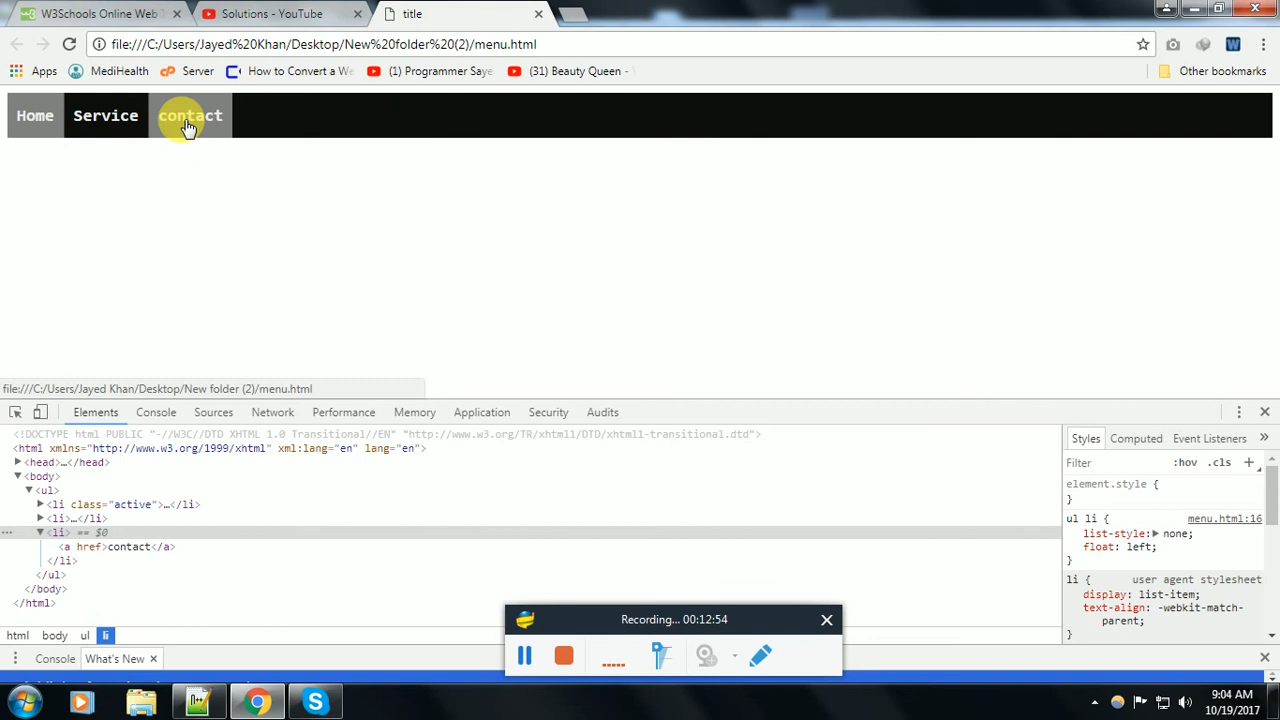 W3Schools Online Web T
Solutions - YouTube
title
file:///C:/Users/Jayed%20Khan/Desktop/New%20folder%20(2)/menu.html
Apps
MediHealth
cP Server
How to Convert a We
(1) Programmer Saye
(31) Beauty Queen -
Other bookmarks
Home
Service
contact
file:///C:/Users/Jayed Khan/Desktop/New folder (2)/menu.html
Elements
Console
Sources
Network
Performance
Memory
Application
Security
Audits
<!DOCTYPE html PUBLIC "-//W3C//DTD XHTML 1.0 Transitional//EN" "http://www.w3.org/TR/xhtml1/DTD/xhtml1-transitional.dtd">
<html xmlns="http://www.w3.org/1999/xhtml" xml:lang="en" lang="en">
<head>…</head>
<body>
<ul>
<li class="active">…</li>
<li>…</li>
<li> == $0
<a href>contact</a>
</li>
</ul>
</body>
</html>
html body ul li
Styles
Computed
Event Listeners
Filter
:hov .cls +
element.style {
}
ul li { menu.html:16
list-style: none;
float: left;
}
li { user agent stylesheet
display: list-item;
text-align: -webkit-match-
parent;
}
Recording... 00:12:54
Console
What's New
9:04 AM
10/19/2017